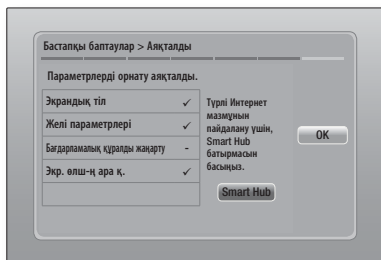 Бастапқы баптаулар > Аяқталды
Параметрлерді орнату аяқталды.
Экрандық тіл ✓
Желі параметрлері ✓
Бағдарламалық құралды жаңарту -
Экр. өлш-ң ара қ. ✓
Түрлі Интернет
мазмұнын
пайдалану үшін,
Smart Hub
батырмасын
басыңыз.
Smart Hub
OK